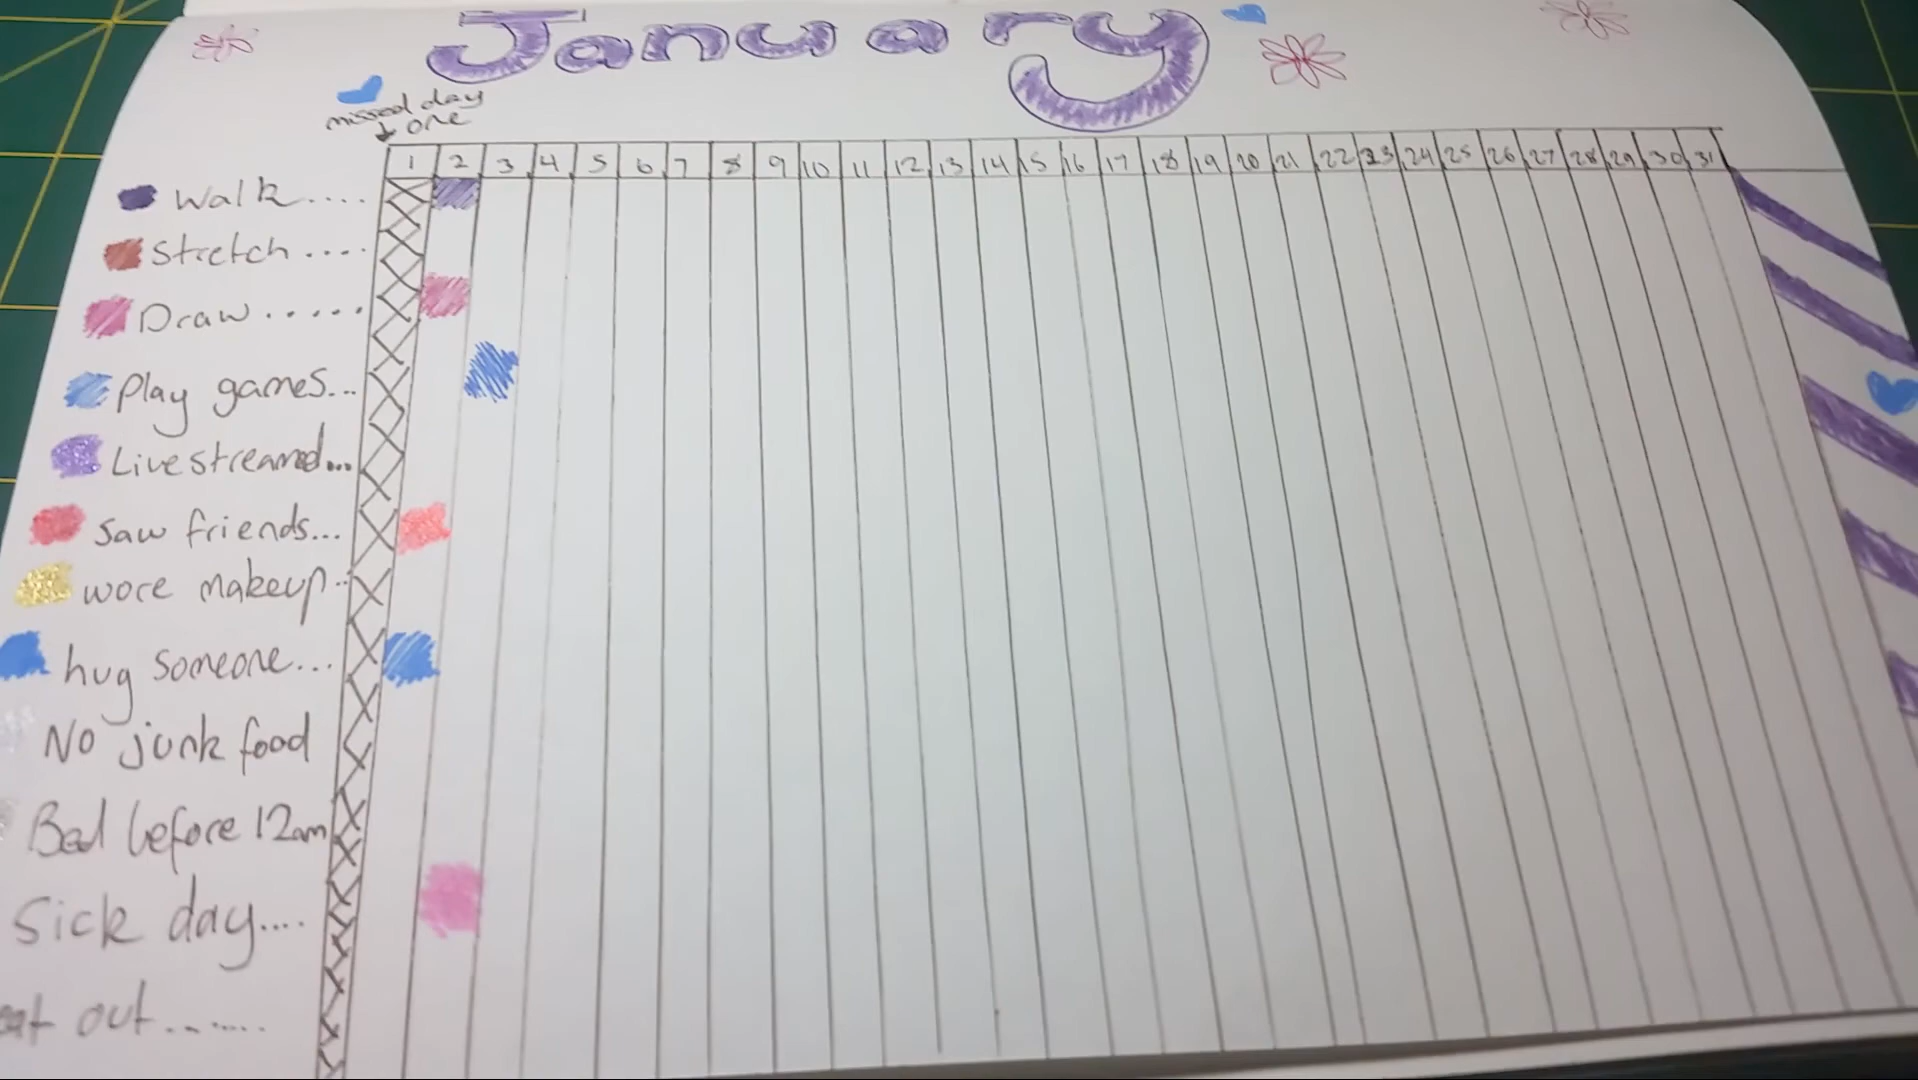 January
missed day
one
1 2 3 4 5 6 7 8 9 10 11 12 13 14 15 16 17 18 19 20 21 22 23 24 25 26 27 28 29 30 31
Walk....
Stretch....
Draw.....
Play games...
Livestreamed...
Saw friends...
wore makeup..
hug someone...
No junk food
Bed before 12am
Sick day....
eat out.......